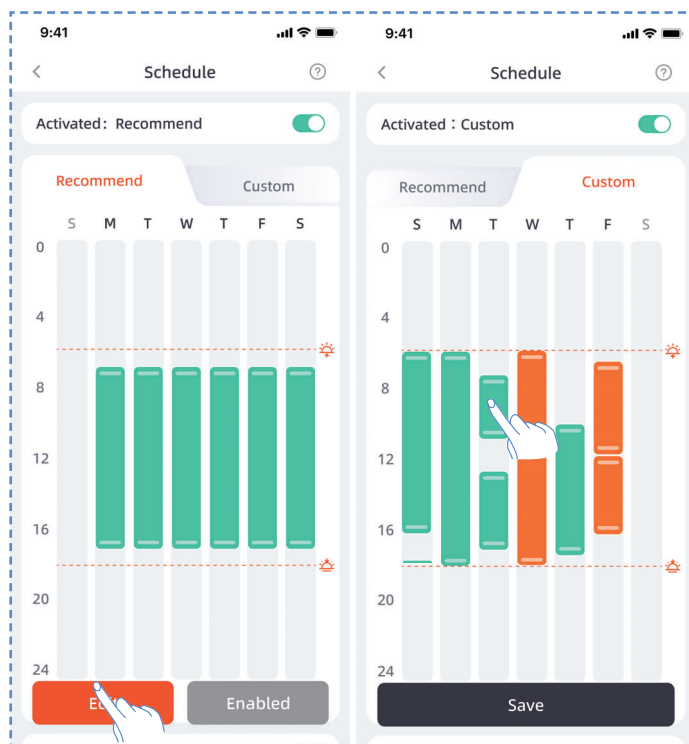 9:41
Schedule
?
Activated: Recommend
Recommend
Custom
S M T W T F S
0
4
8
12
16
20
24
Enabled
9:41
Schedule
?
Activated : Custom
Recommend
Custom
S M T W T F S
0
4
8
12
16
20
24
Save